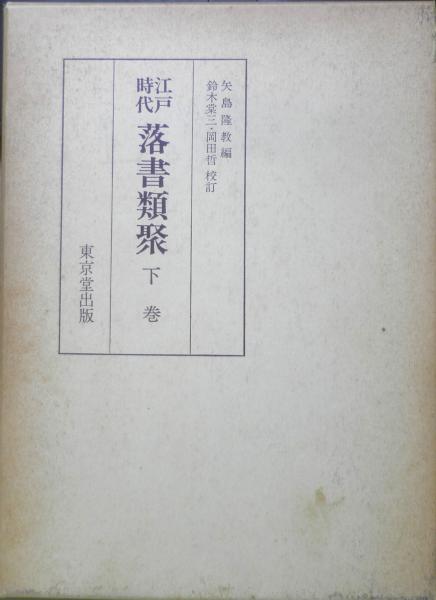 矢島隆教編
鈴木棠三・岡田哲校訂
江戸時代 落書類聚 下巻
東京堂出版